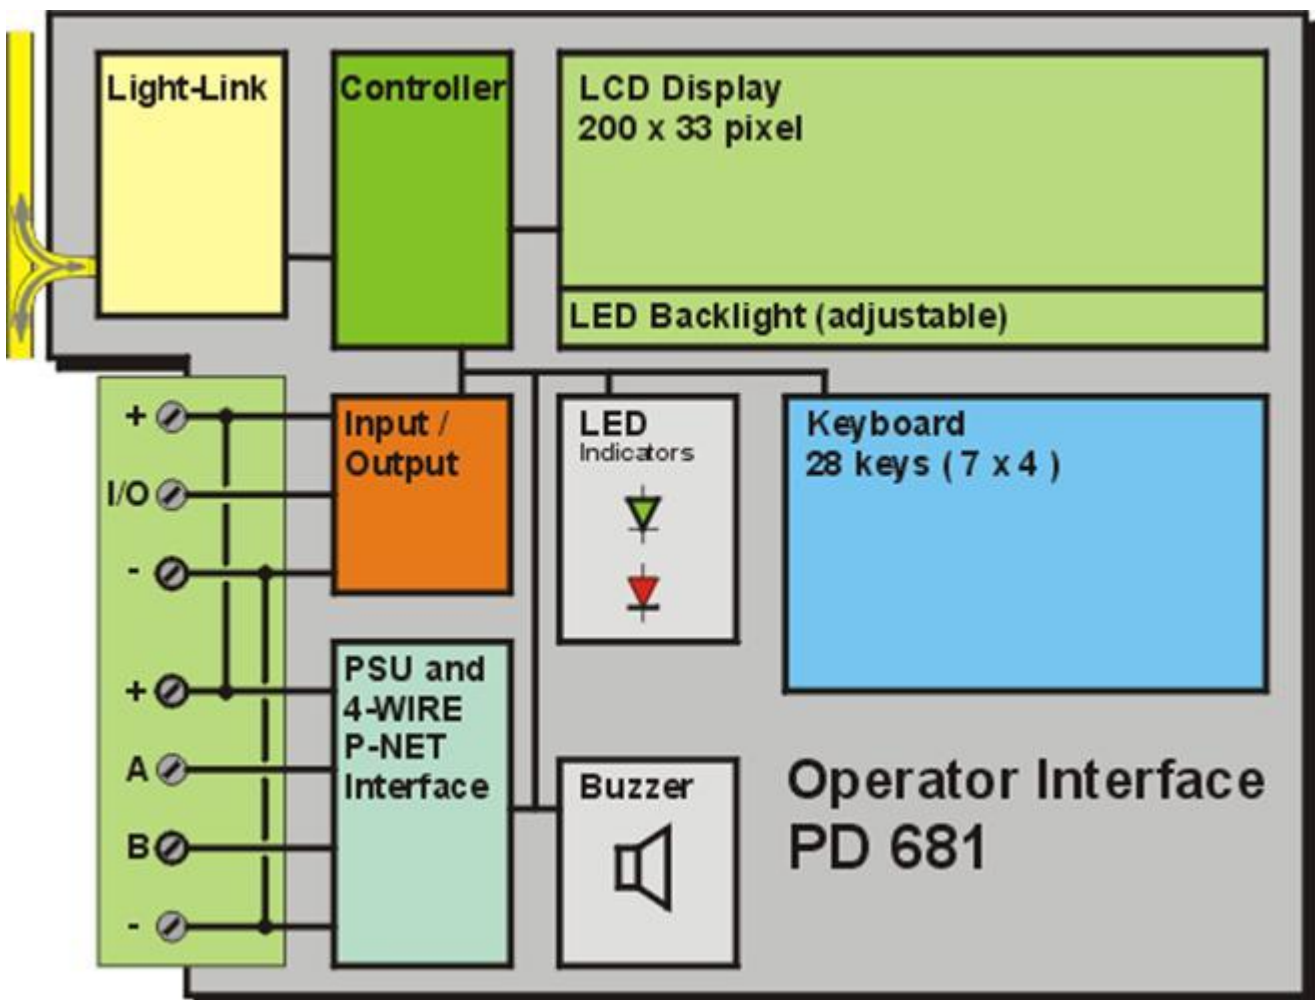 Light-Link
Controller
LCD Display
200 x 33 pixel
LED Backlight (adjustable)
+
I/O
-
+
A
B
-
Input /
Output
LED
Indicators
Keyboard
28 keys ( 7 x 4 )
PSU and
4-WIRE
P-NET
Interface
Buzzer
Operator Interface
PD 681